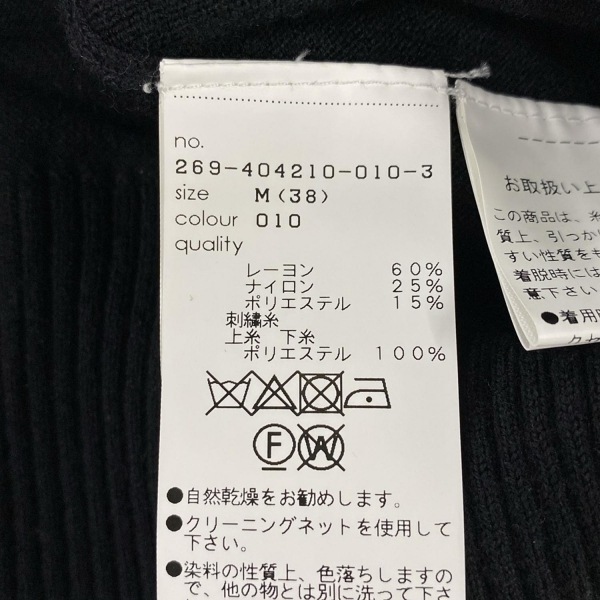 no.
269-404210-010-3
size M(38)
colour 010
quality
レーヨン 60%
ナイロン 25%
ポリエステル 15%
刺繍糸
上糸 下糸
ポリエステル 100%
F W
●自然乾燥をお勧めします。
●クリーニングネットを使用して
下さい。
●染料の性質上、色落ちしますので
で、他の物とは別に洗って下さ
お取扱い上
この商品は、糸
質上、引っか
すい性質をも
着脱時には
意下さい
●着用